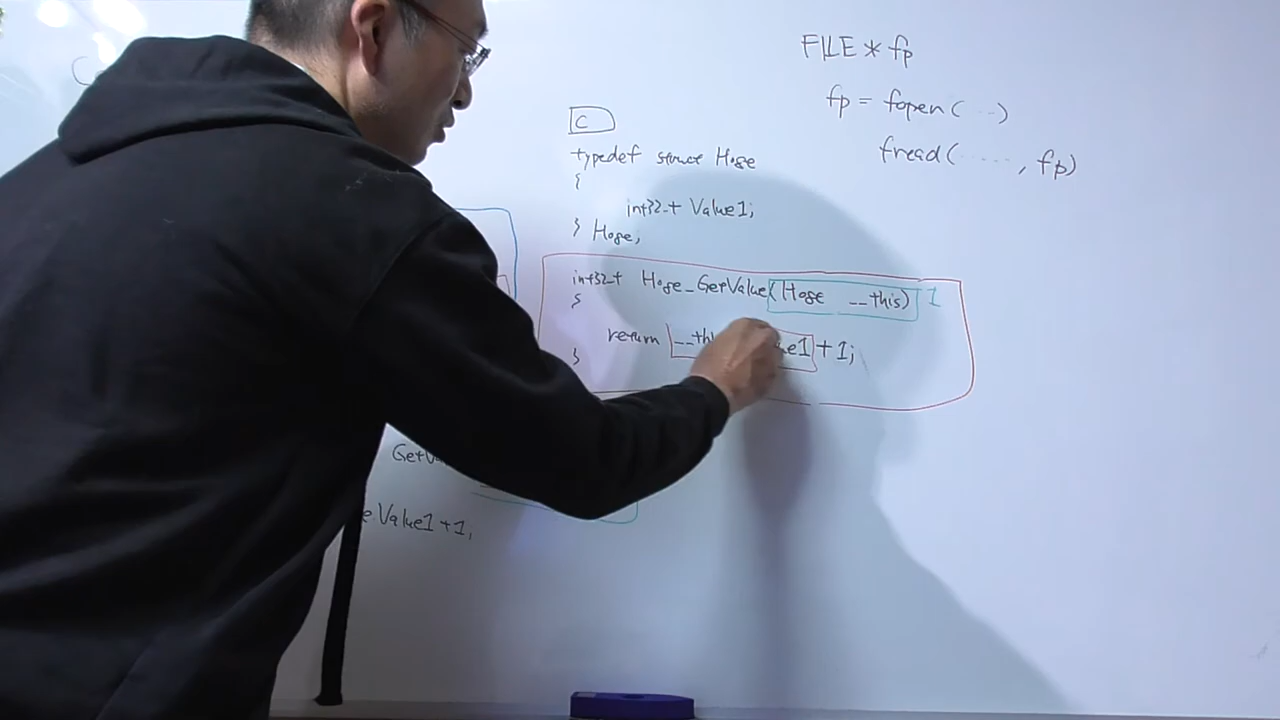 C
typedef struct Hoge
{
int32_t Value1;
} Hoge;
int32_t Hoge_GetValue(Hoge __this) 1
{
return +1;
}
e.Value1+1;
FILE * fp
fp = fopen( … )
fread( ……, fp)